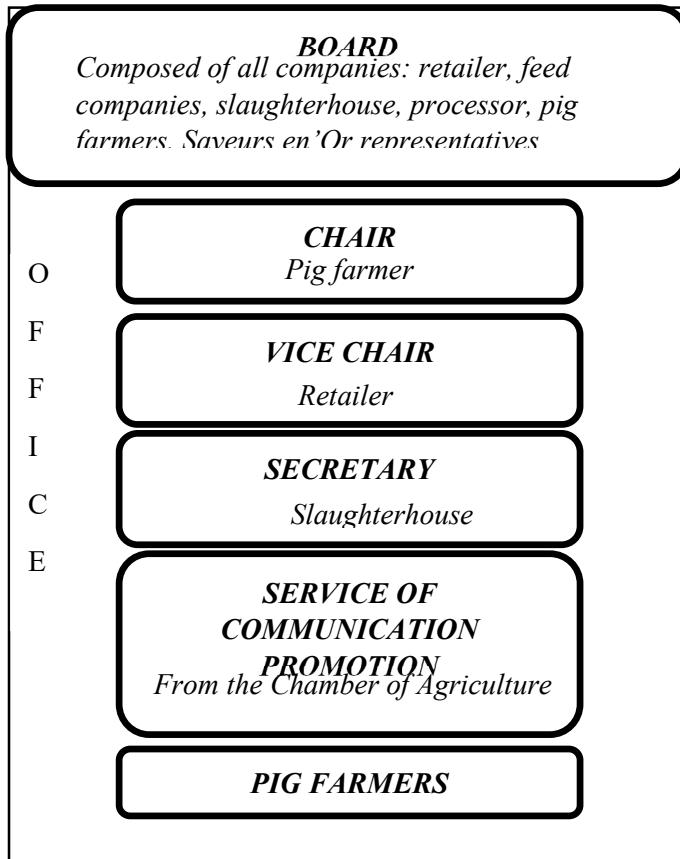 BOARD
Composed of all companies: retailer, feed
companies, slaughterhouse, processor, pig
farmers, Saveurs en'Or representatives
CHAIR
Pig farmer
VICE CHAIR
Retailer
SECRETARY
Slaughterhouse
SERVICE OF
COMMUNICATION
PROMOTION
From the Chamber of Agriculture
PIG FARMERS
O
F
F
I
C
E